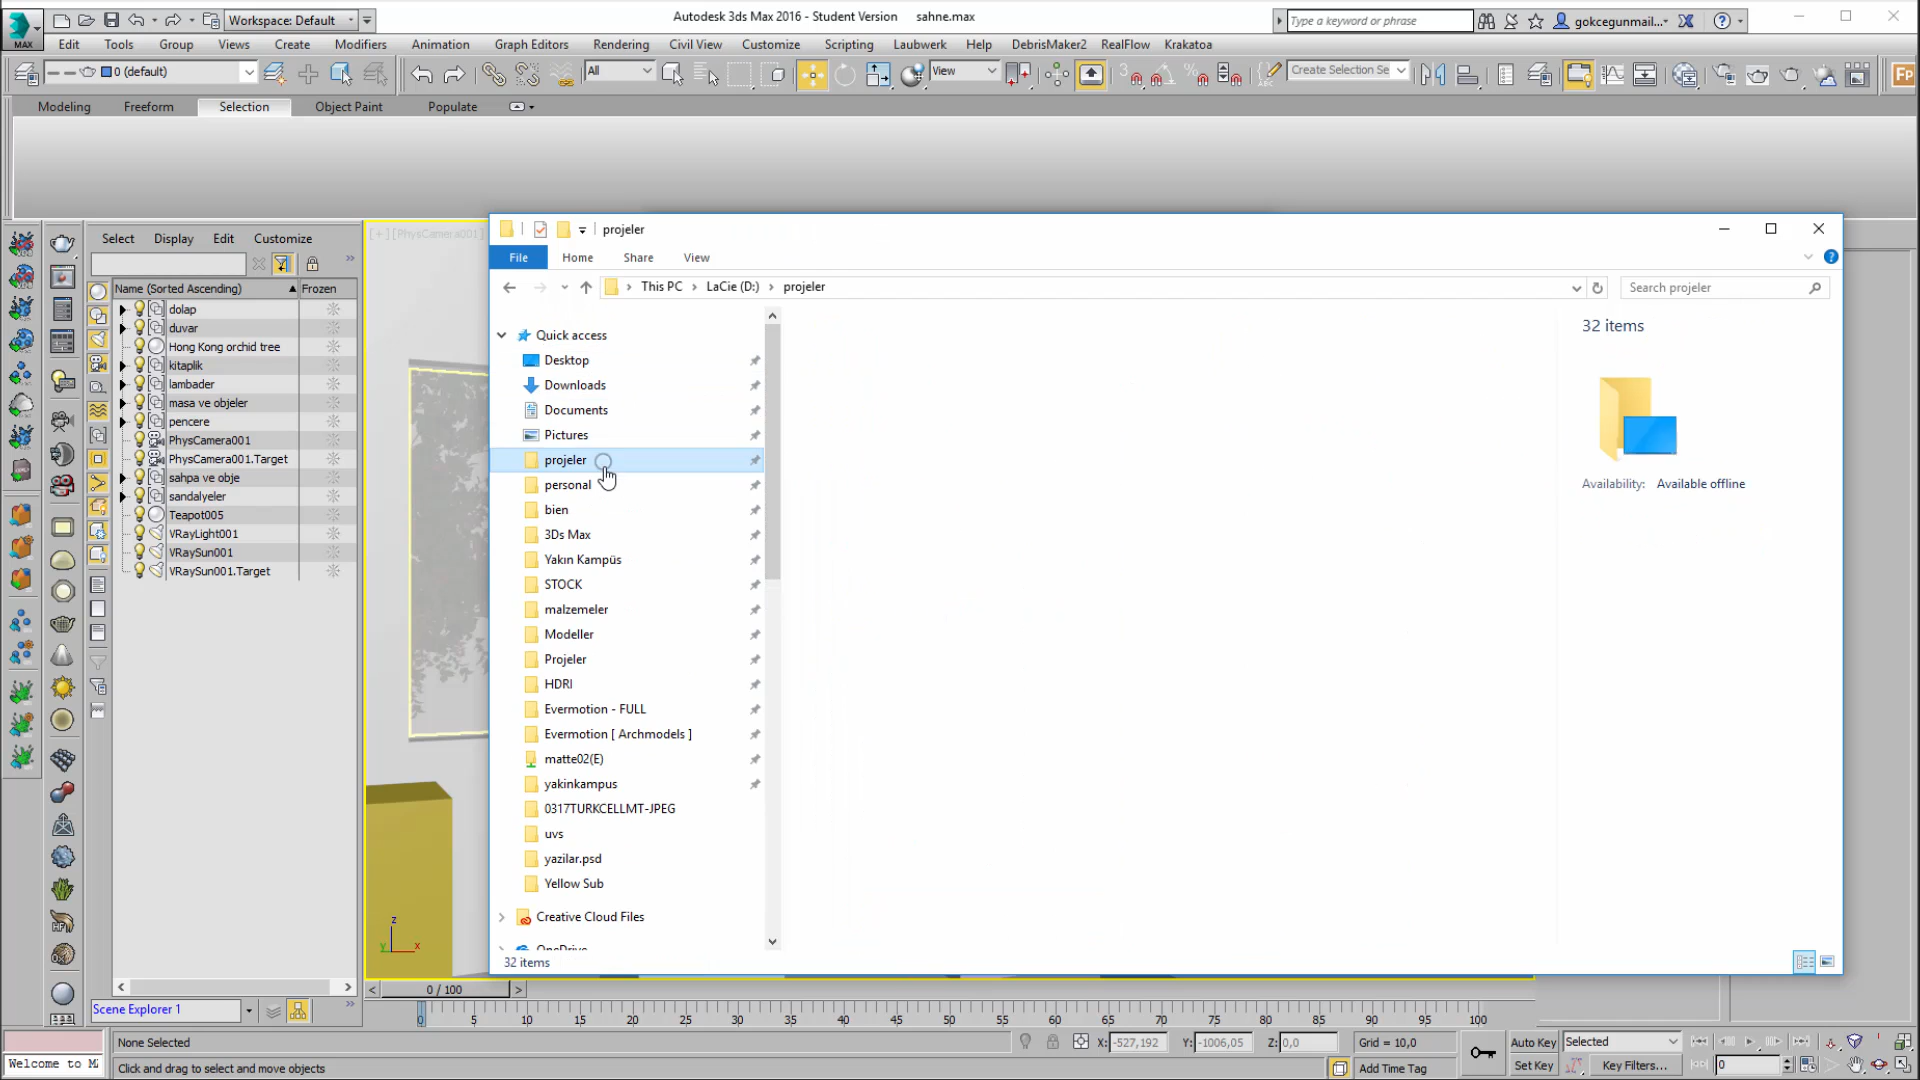 Workspace: Default
Autodesk 3ds Max 2016 - Student Version    sahne.max
Type a keyword or phrase
gokcegunmail...
MAX
Edit Tools Group Views Create Modifiers Animation Graph Editors Rendering Civil View Customize Scripting Laubwerk Help DebrisMaker2 RealFlow Krakatoa
0 (default)
All
View
Create Selection Se
Modeling Freeform Selection Object Paint Populate
Select Display Edit Customize
[+] [PhysCamera001]
Name (Sorted Ascending) Frozen
dolap
duvar
Hong Kong orchid tree
kitaplik
lambader
masa ve objeler
pencere
PhysCamera001
PhysCamera001.Target
sahpa ve obje
sandalyeler
Teapot005
VRayLight001
VRaySun001
VRaySun001.Target
projeler
File Home Share View
This PC > LaCie (D:) > projeler
Search projeler
Quick access
Desktop
Downloads
Documents
Pictures
projeler
personal
bien
3Ds Max
Yakın Kampüs
STOCK
malzemeler
Modeller
Projeler
HDRI
Evermotion - FULL
Evermotion [ Archmodels ]
matte02(E)
yakinkampus
0317TURKCELLMT-JPEG
uvs
yazilar.psd
Yellow Sub
Creative Cloud Files
OneDrive
32 items
Availability: Available offline
32 items
z
y x
0 / 100
Scene Explorer 1
0 5 10 15 20 25 30 35 40 45 50 55 60 65 70 75 80 85 90 95 100
None Selected
X: -527,192 Y: -1006,05 Z: 0,0
Grid = 10,0
Auto Key Selected
Welcome to M
Click and drag to select and move objects
Add Time Tag
Set Key Key Filters...
0